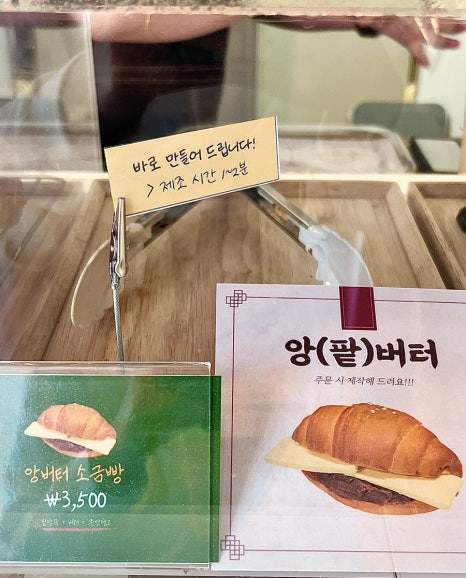 바로 만들어 드립니다!
> 제조 시간 1~2분
앙(팥)버터
주문 시 제작해 드려요!!!
앙버터 소금빵
₩3,500